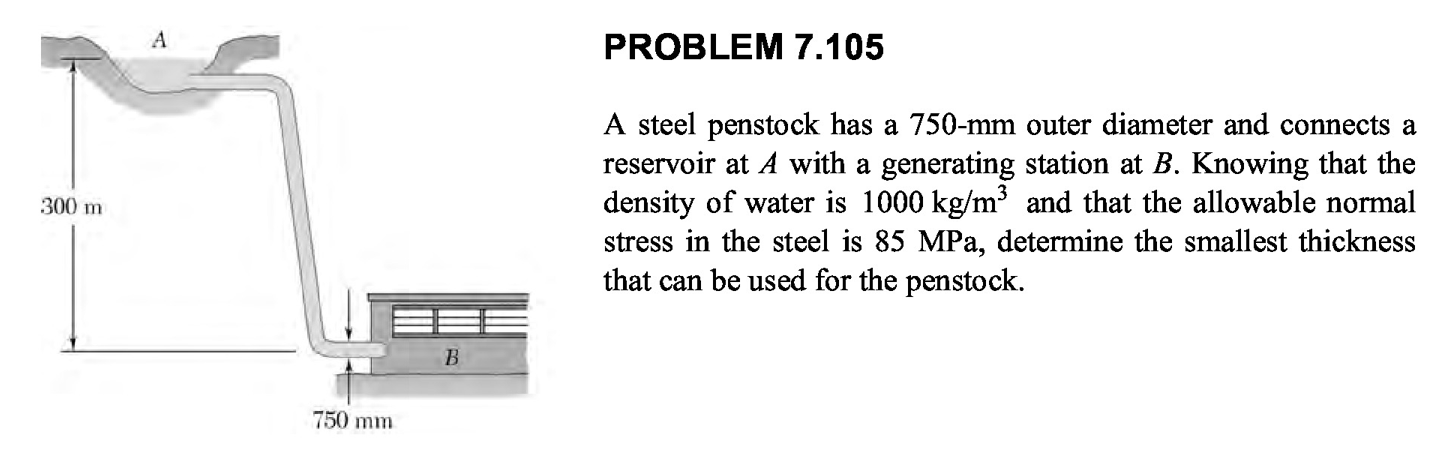 A
300 m
B
750 mm
PROBLEM 7.105
A steel penstock has a 750-mm outer diameter and connects a
reservoir at A with a generating station at B. Knowing that the
density of water is 1000 kg/m³ and that the allowable normal
stress in the steel is 85 MPa, determine the smallest thickness
that can be used for the penstock.